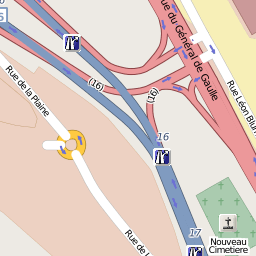 Rue du Général de Gaulle
Rue Léon Blum
Rue de la Plaine
(16)
(16)
16
17
Rue de l
Nouveau
Cimetière